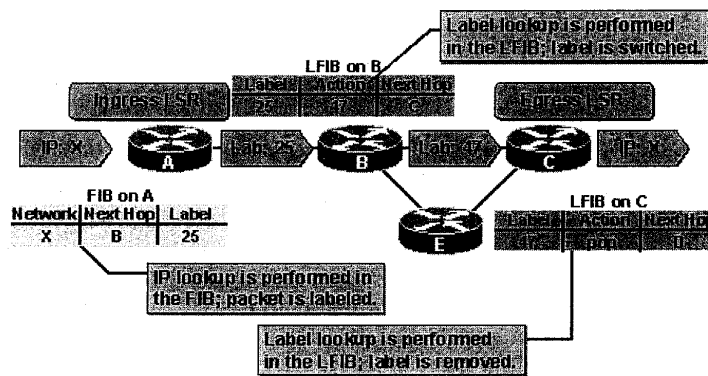 Label lookup is performed
in the LFIB; label is switched.
LFIB on B
Label Action Next Hop
25 47 C
Ingress LSR
Egress LSR
IP: X
A
Lab: 25
B
Lab: 47
C
IP: X
FIB on A
Network Next Hop Label
X B 25
E
LFIB on C
Label Action Next Hop
47 pop
IP lookup is performed in
the FIB; packet is labeled.
Label lookup is performed
in the LFIB; label is removed.